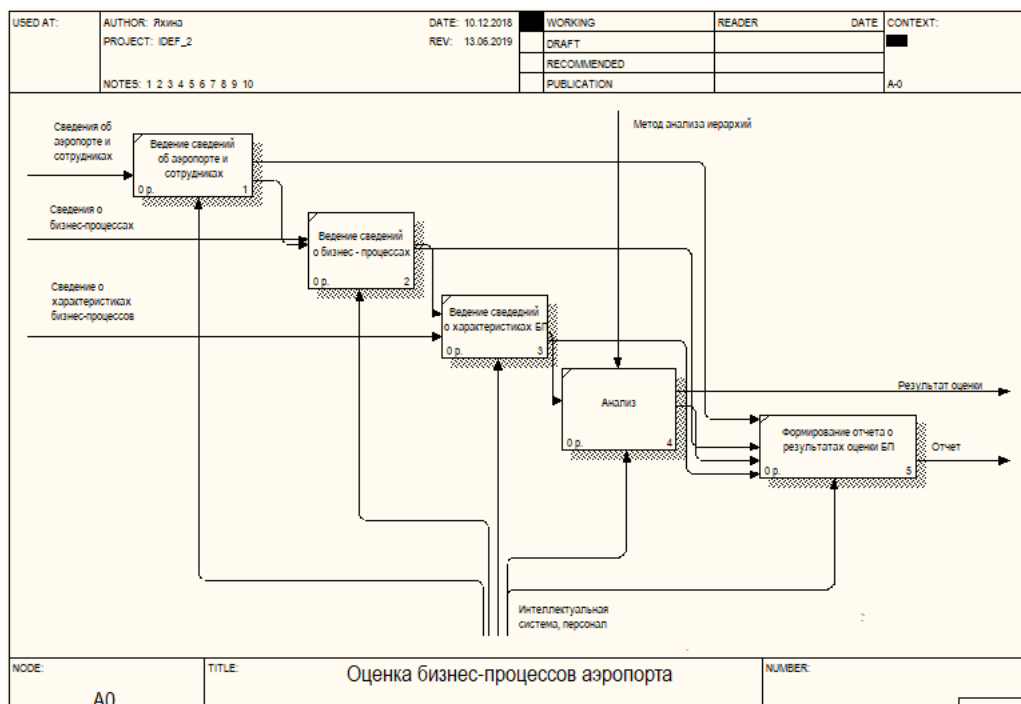 USED AT:
AUTHOR: Яхина
DATE: 10.12.2018
WORKING
READER
DATE
CONTEXT:
PROJECT: IDEF_2
REV: 13.06.2019
DRAFT
RECOMMENDED
NOTES: 1 2 3 4 5 6 7 8 9 10
PUBLICATION
A-0
Сведения об
аэропорте и
сотрудниках
Ведение сведений
об аэропорте и
сотрудниках
0 р.
1
Метод анализа иерархий
Сведения о
бизнес-процессах
Ведение сведений
о бизнес - процессах
0 р.
2
Сведение о
характеристиках
бизнес-процессов
Ведение сведедний
о характеристиках БП
0 р.
3
Анализ
0 р.
4
Результат оценки
Формирование отчета о
результатах оценки БП
0 р.
5
Отчет
Интеллектуальная
система, персонал
NODE:
A0
TITLE:
Оценка бизнес-процессов аэропорта
NUMBER: